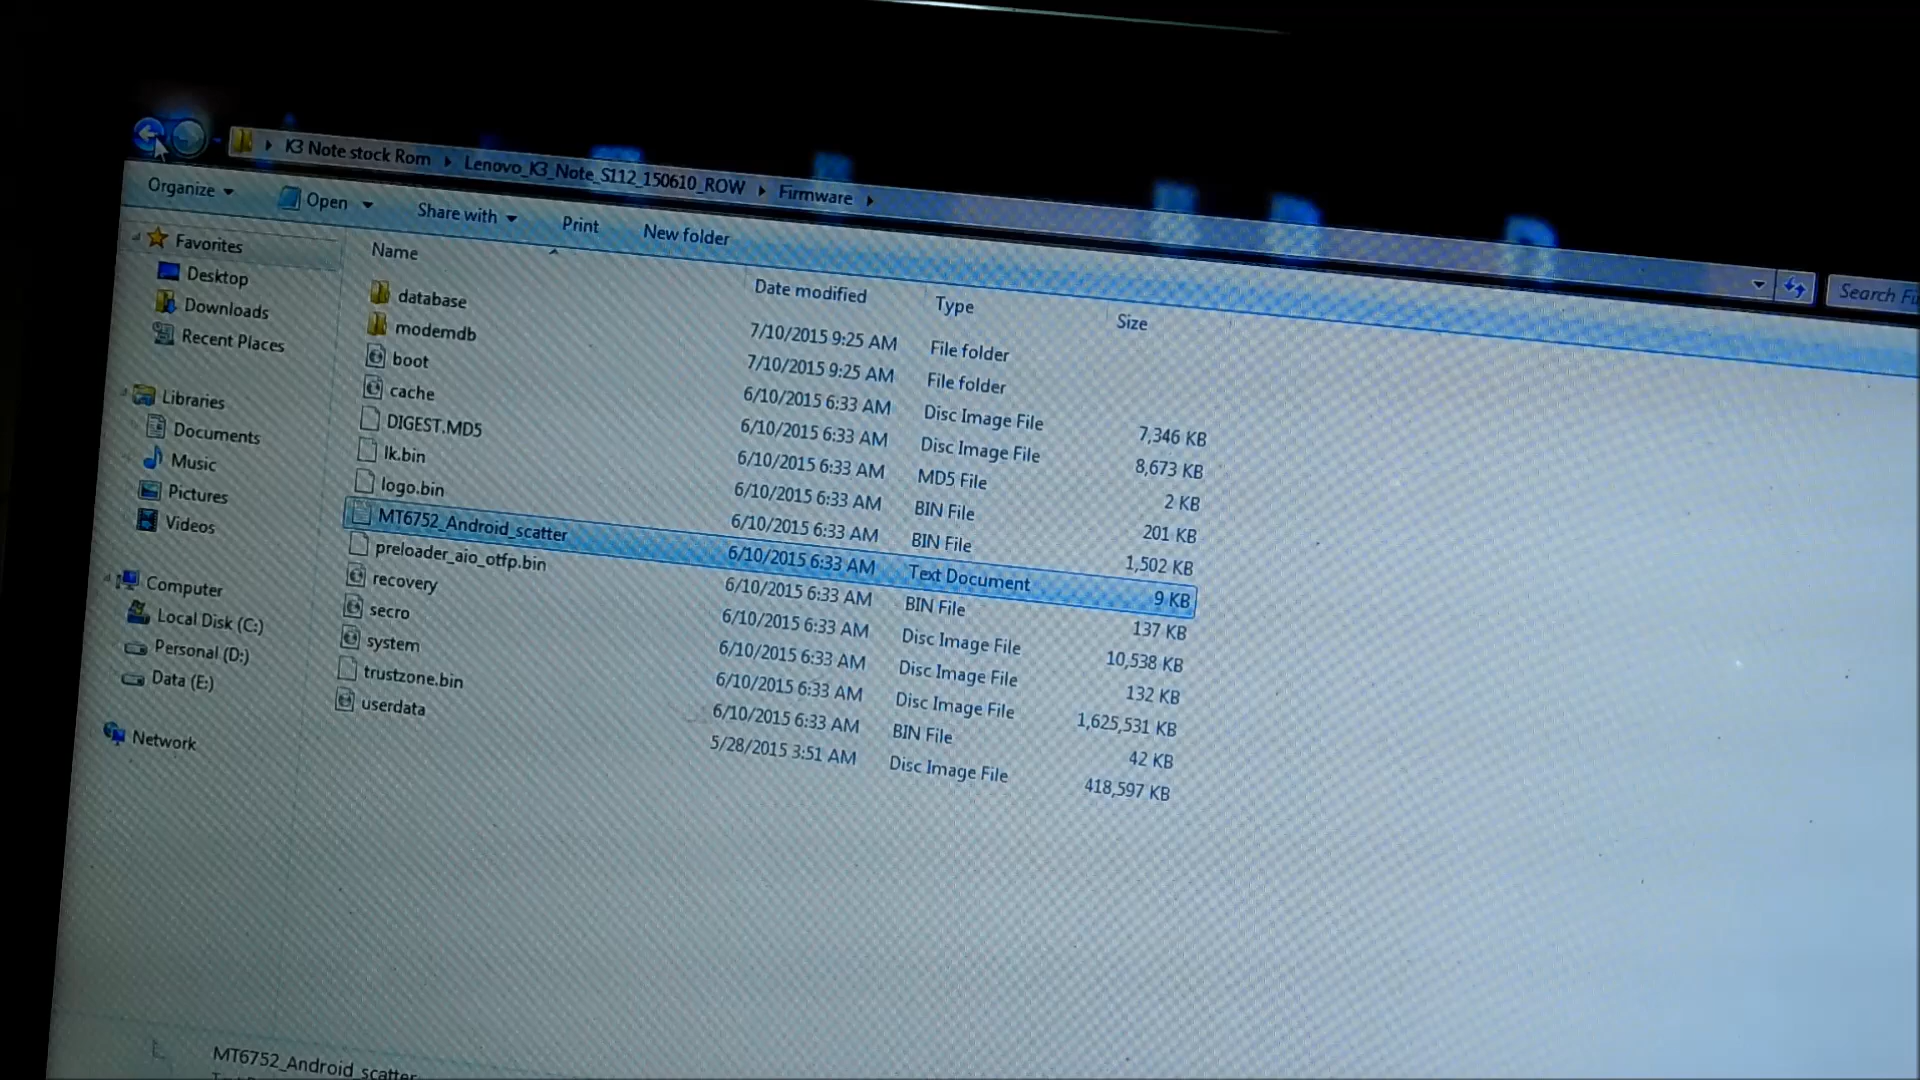 K3 Note stock Rom Lenovo_K3_Note_S112_150610_ROW Firmware
Search
Organize Open Share with Print New folder
Favorites
Desktop
Downloads
Recent Places
Libraries
Documents
Music
Pictures
Videos
Computer
Local Disk (C:)
Personal (D:)
Data (E:)
Network
Name Date modified Type Size
database 7/10/2015 9:25 AM File folder
modemdb 7/10/2015 9:25 AM File folder
boot 6/10/2015 6:33 AM Disc Image File 7,346 KB
cache 6/10/2015 6:33 AM Disc Image File 8,673 KB
DIGEST.MD5 6/10/2015 6:33 AM MD5 File 2 KB
lk.bin 6/10/2015 6:33 AM BIN File 201 KB
logo.bin 6/10/2015 6:33 AM BIN File 1,502 KB
MT6752_Android_scatter 6/10/2015 6:33 AM Text Document 9 KB
preloader_aio_otfp.bin 6/10/2015 6:33 AM BIN File 137 KB
recovery 6/10/2015 6:33 AM Disc Image File 10,538 KB
secro 6/10/2015 6:33 AM Disc Image File 132 KB
system 6/10/2015 6:33 AM Disc Image File 1,625,531 KB
trustzone.bin 6/10/2015 6:33 AM BIN File 42 KB
userdata 5/28/2015 3:51 AM Disc Image File 418,597 KB
MT6752_Android_scatter